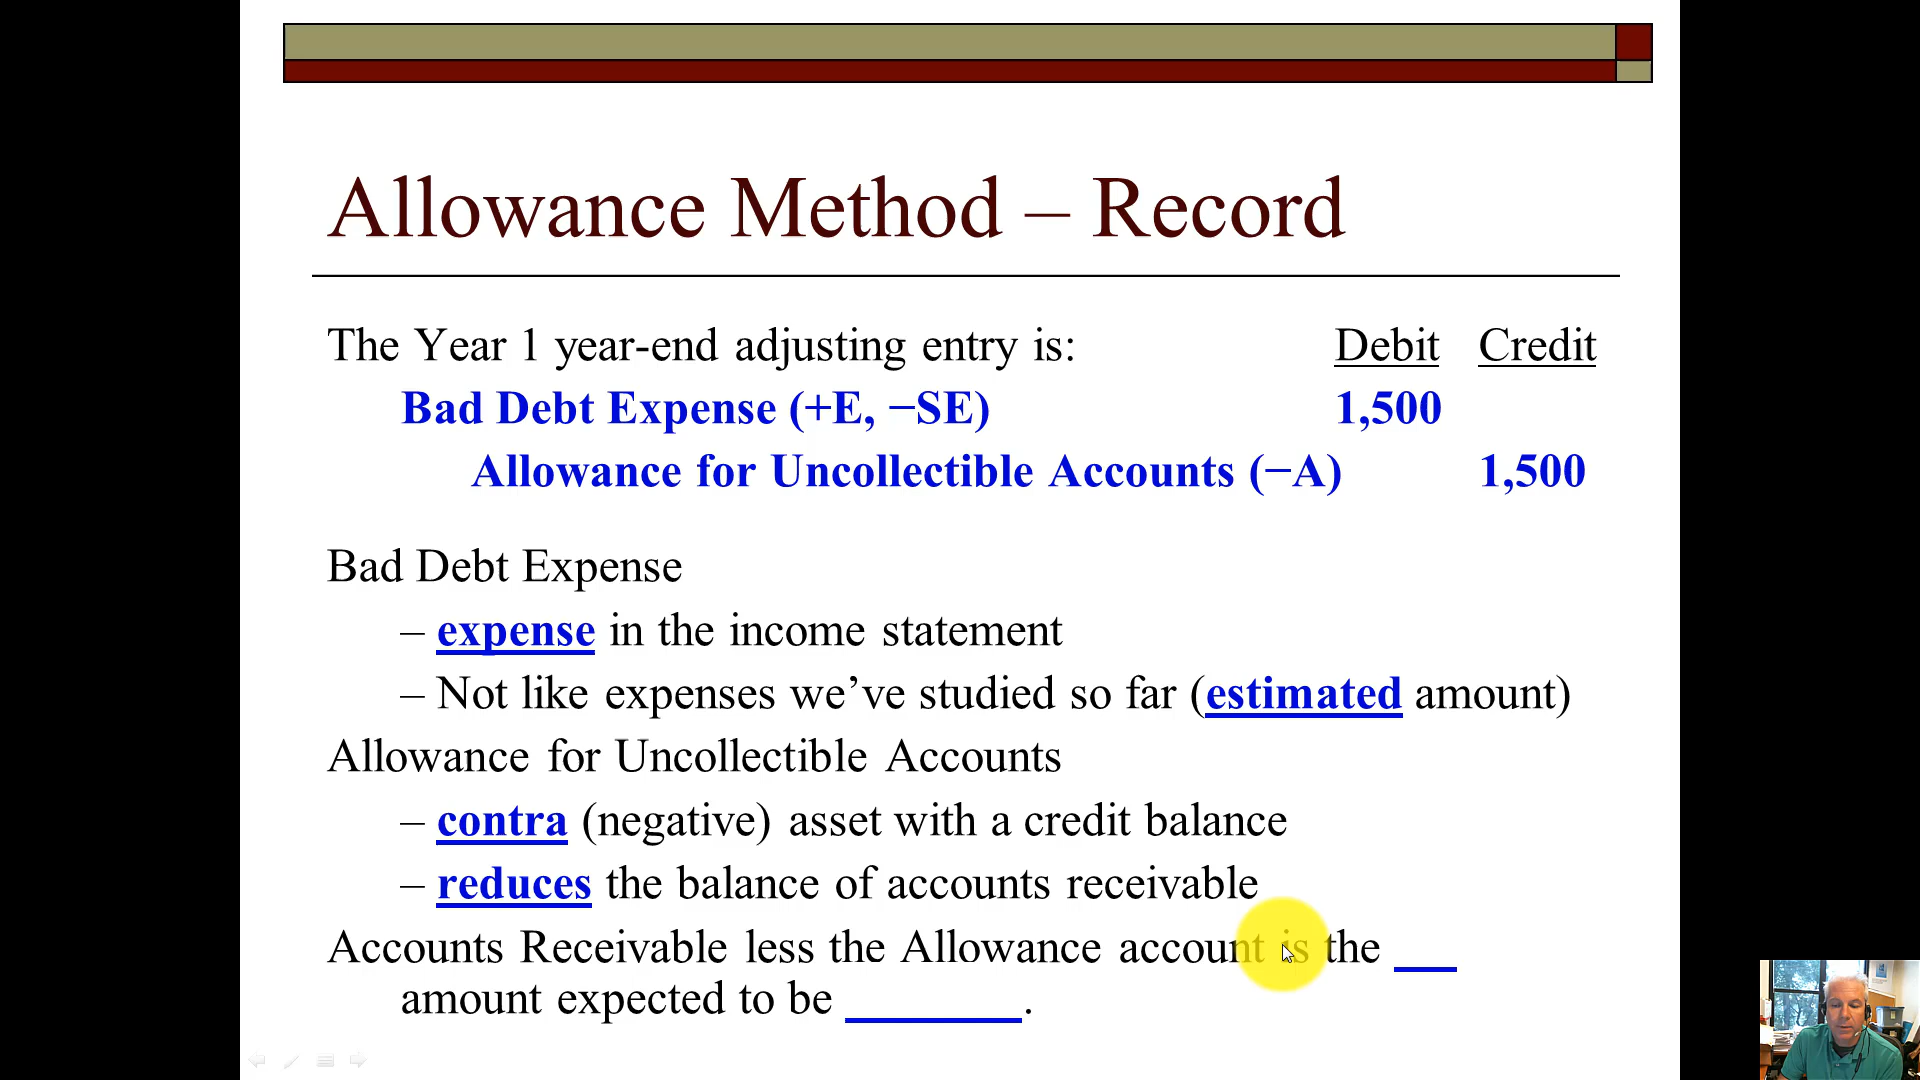 Allowance Method – Record
The Year 1 year-end adjusting entry is: Debit Credit
Bad Debt Expense (+E, −SE) 1,500
Allowance for Uncollectible Accounts (−A) 1,500
Bad Debt Expense
– expense in the income statement
– Not like expenses we’ve studied so far (estimated amount)
Allowance for Uncollectible Accounts
– contra (negative) asset with a credit balance
– reduces the balance of accounts receivable
Accounts Receivable less the Allowance account is the ___
amount expected to be ________.